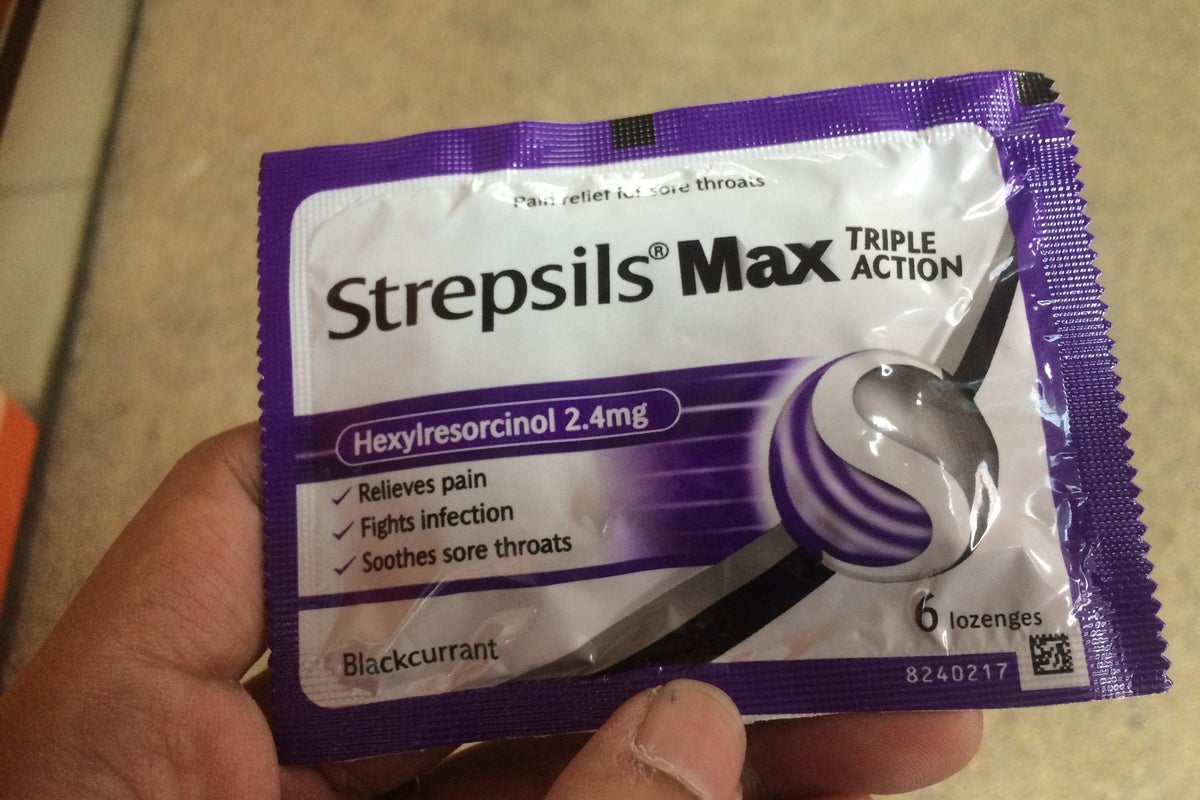 Pain relief for sore throats
Strepsils® Max TRIPLE
ACTION
Hexylresorcinol 2.4mg
✓ Relieves pain
✓ Fights infection
✓ Soothes sore throats
Blackcurrant
6 lozenges
8240217